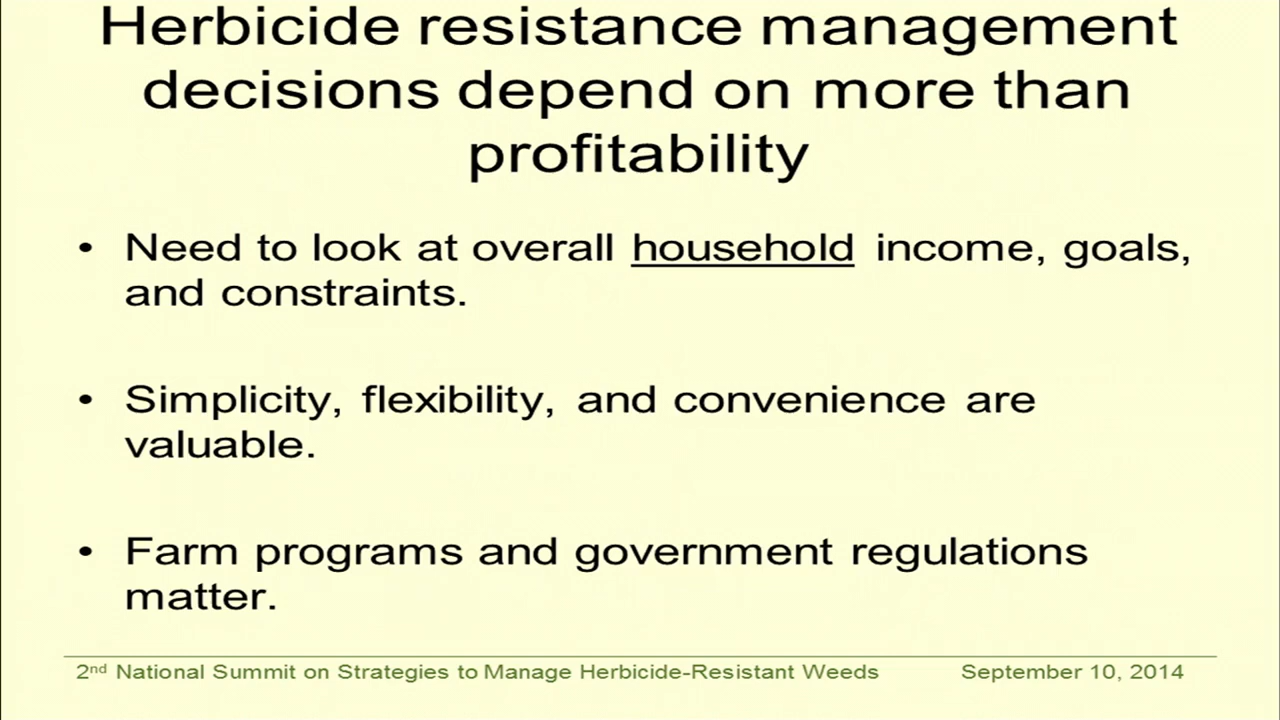 Herbicide resistance management
decisions depend on more than
profitability
• Need to look at overall household income, goals,
and constraints.
• Simplicity, flexibility, and convenience are
valuable.
• Farm programs and government regulations
matter.
2nd National Summit on Strategies to Manage Herbicide-Resistant Weeds September 10, 2014